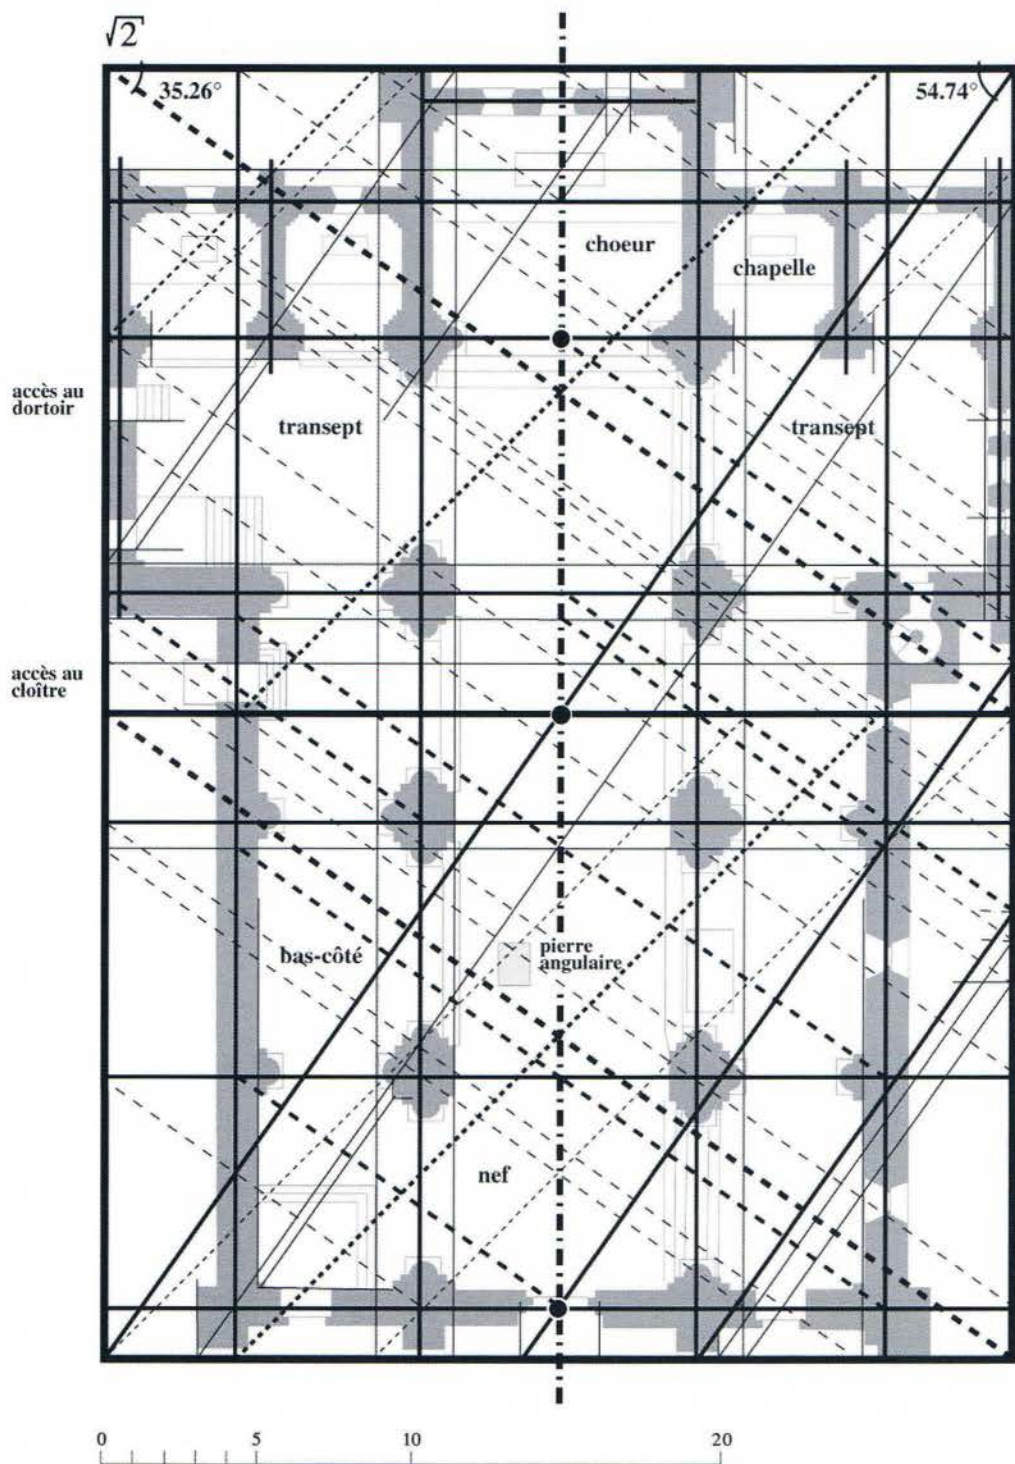 √2
35.26°
54.74°
choeur
chapelle
accès au
dortoir
transept
transept
accès au
cloître
bas-côté
pierre
angulaire
nef
0 5 10 20